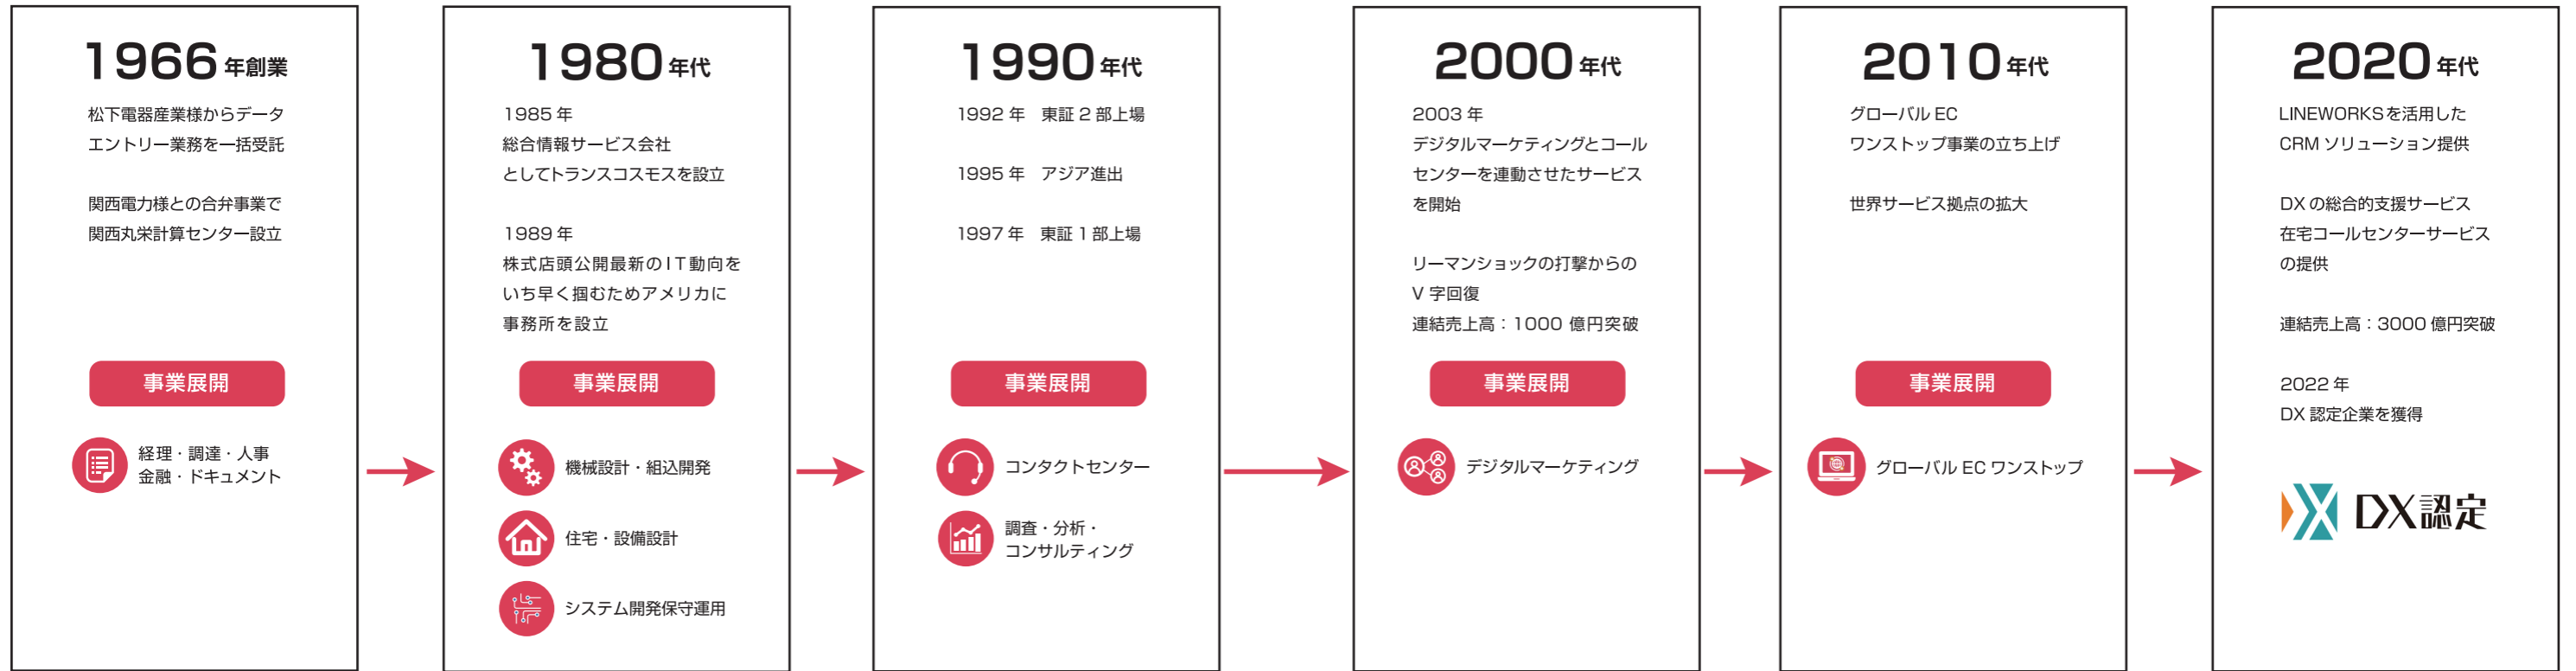 1966年創業
松下電器産業様からデータ
エントリー業務を一括受託
関西電力様との合弁事業で
関西丸栄計算センター設立
事業展開
経理・調達・人事
金融・ドキュメント
1980年代
1985年
総合情報サービス会社
としてトランスコスモスを設立
1989年
株式店頭公開最新のIT動向を
いち早く掴むためアメリカに
事務所を設立
事業展開
機械設計・組込開発
住宅・設備設計
システム開発保守運用
1990年代
1992年 東証2部上場
1995年 アジア進出
1997年 東証1部上場
事業展開
コンタクトセンター
調査・分析・
コンサルティング
2000年代
2003年
デジタルマーケティングとコール
センターを連動させたサービス
を開始
リーマンショックの打撃からの
V字回復
連結売上高：1000億円突破
事業展開
デジタルマーケティング
2010年代
グローバルEC
ワンストップ事業の立ち上げ
世界サービス拠点の拡大
事業展開
グローバルECワンストップ
2020年代
LINEWORKSを活用した
CRMソリューション提供
DXの総合的支援サービス
在宅コールセンターサービス
の提供
連結売上高：3000億円突破
2022年
DX認定企業を獲得
DX認定